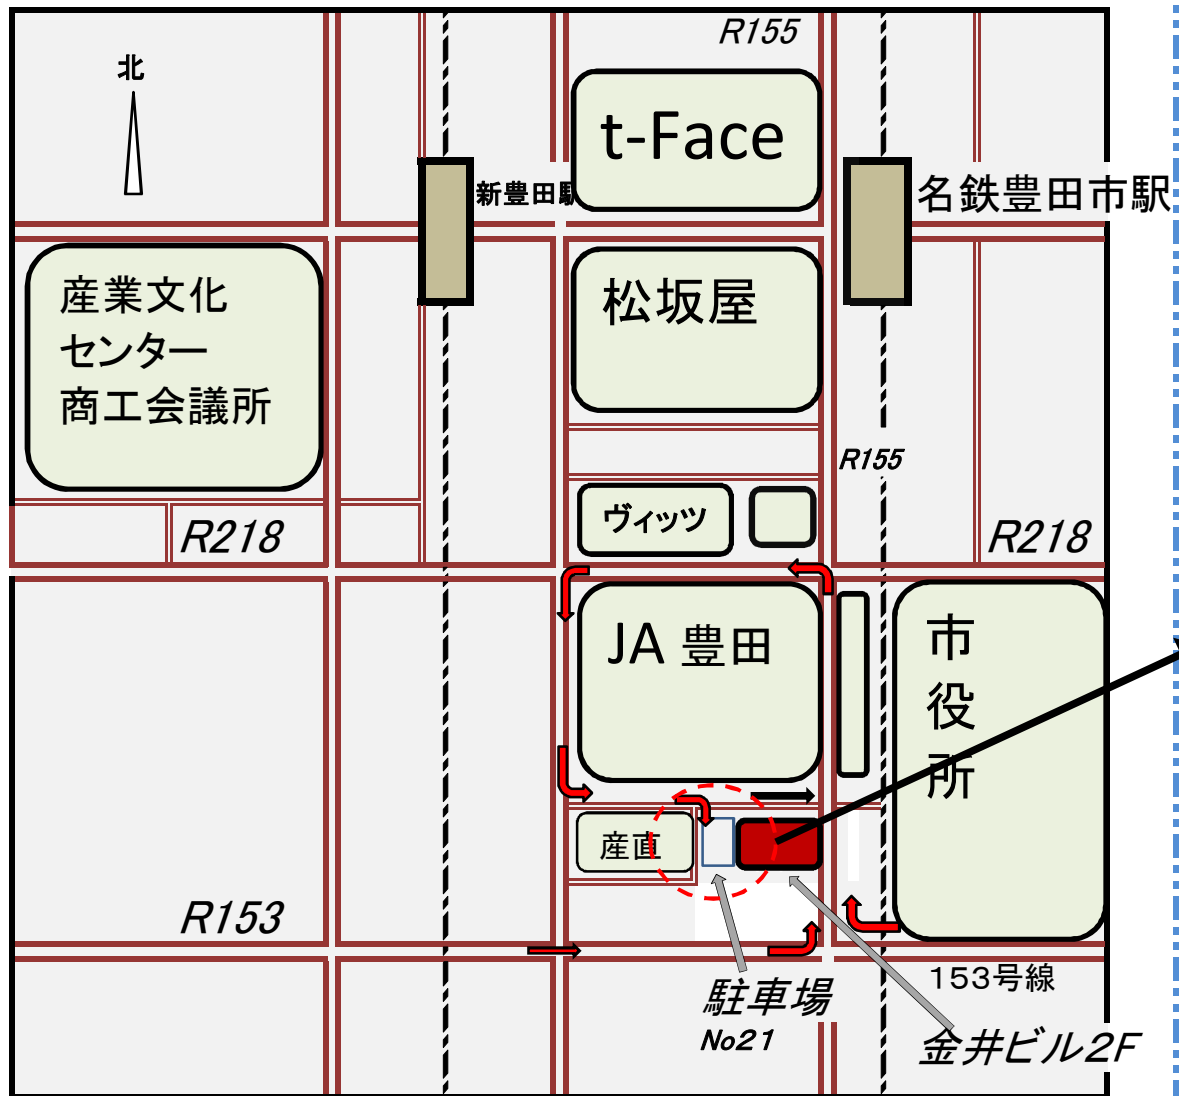 R155
北
t-Face
新豊田駅
名鉄豊田市駅
産業文化
センター
商工会議所
松坂屋
R155
ヴィッツ
R218
R218
JA 豊田
市
役
所
産直
R153
153号線
駐車場
No21
金井ビル2F